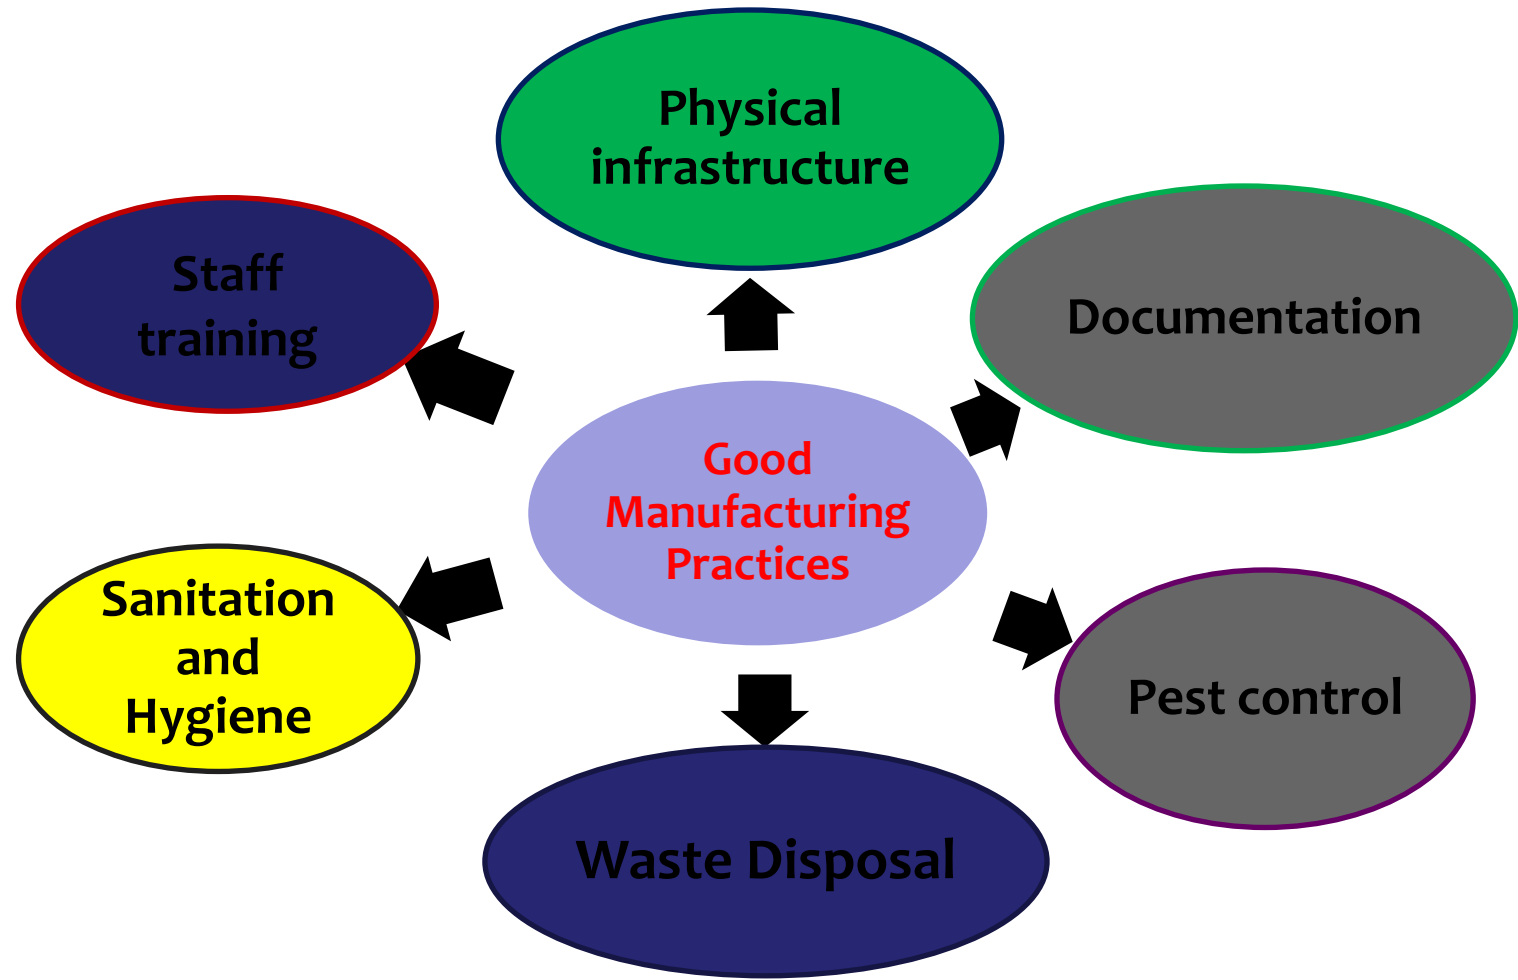 Physical
infrastructure
Staff
training
Documentation
Good
Manufacturing
Practices
Sanitation
and
Hygiene
Pest control
Waste Disposal